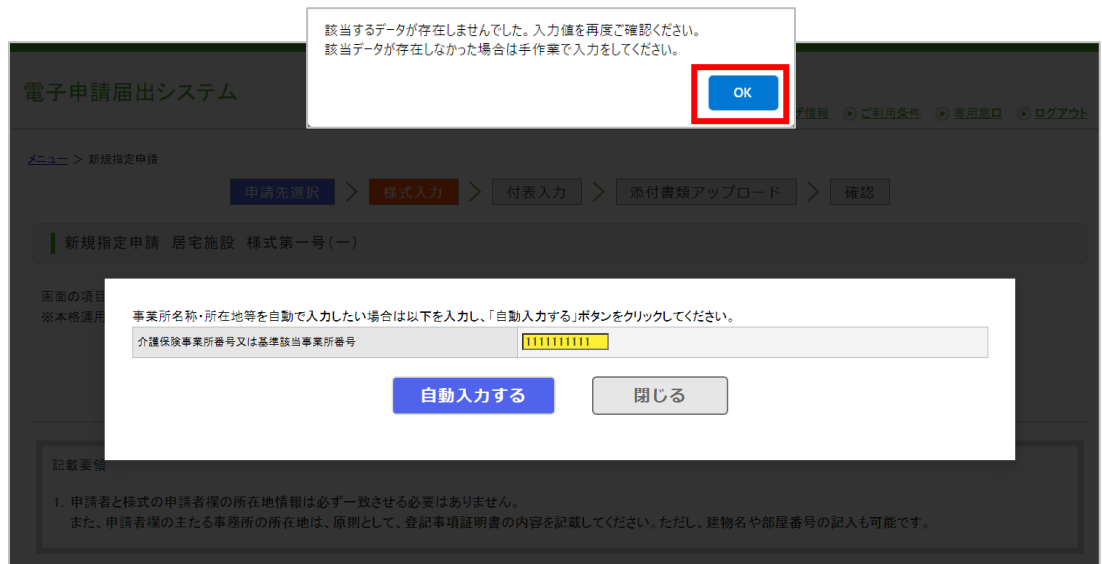 該当するデータが存在しませんでした。入力値を再度ご確認ください。
該当データが存在しなかった場合は手作業で入力をしてください。
OK
電子申請届出システム
情報 ご利用条件 専用窓口 ログアウト
メニュー > 新規指定申請
申請先選択 > 様式入力 > 付表入力 > 添付書類アップロード > 確認
新規指定申請 居宅施設 様式第一号(一)
画面の項目
※本格運用
事業所名称・所在地等を自動で入力したい場合は以下を入力し、「自動入力する」ボタンをクリックしてください。
介護保険事業所番号又は基準該当事業所番号 1111111111
自動入力する 閉じる
記載要領
1. 申請者と様式の申請者欄の所在地情報は必ず一致させる必要はありません。
また、申請者欄の主たる事務所の所在地は、原則として、登記事項証明書の内容を記載してください。ただし、建物名や部屋番号の記入も可能です。